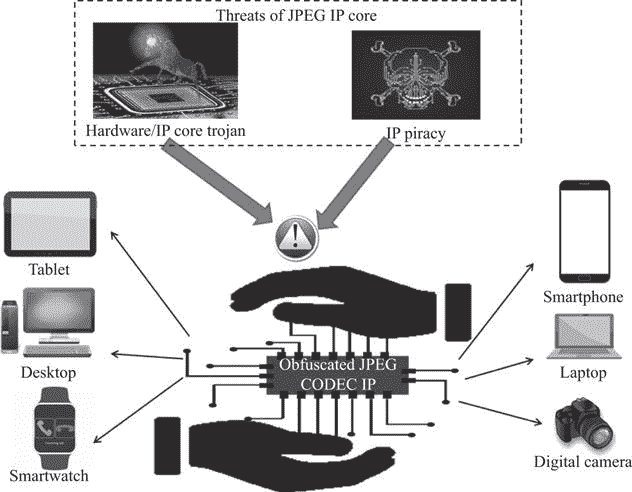 Threats of JPEG IP core
Hardware/IP core trojan
IP piracy
Tablet
Smartphone
Obfuscated JPEG
CODEC IP
Desktop
Laptop
Smartwatch
Digital camera